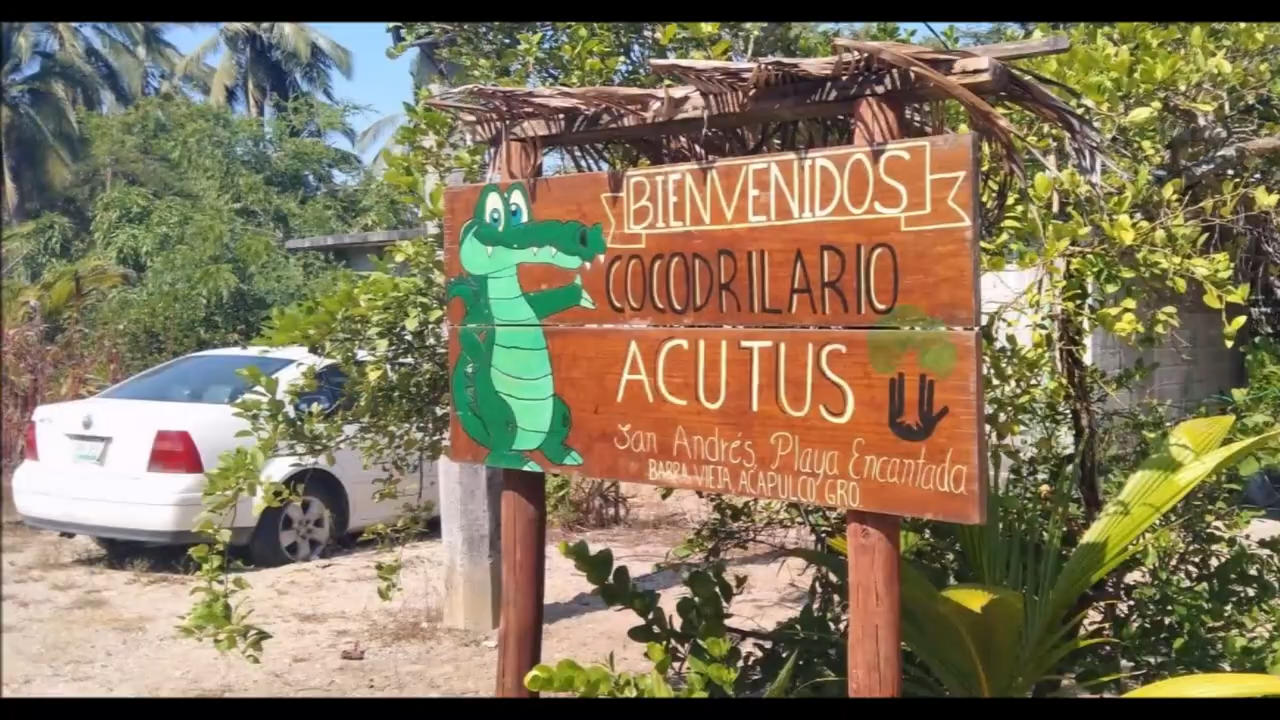 BIENVENIDOS
COCODRILARIO
ACUTUS
San Andrés Playa Encantada
BARRA VIEJA ACAPULCO GRO